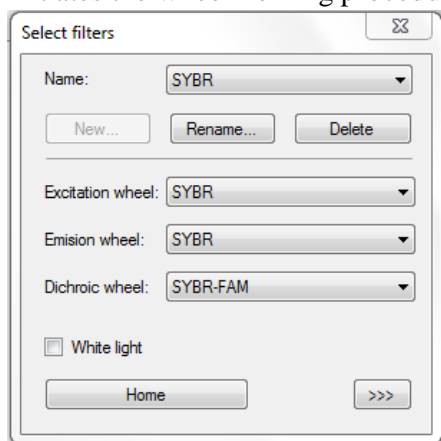 Select filters
Name: SYBR
New... Rename... Delete
Excitation wheel: SYBR
Emision wheel: SYBR
Dichroic wheel: SYBR-FAM
White light
Home >>>